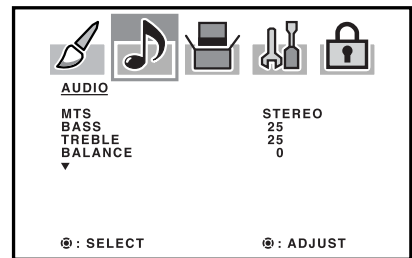 AUDIO
MTS STEREO
BASS 25
TREBLE 25
BALANCE 0
▼
: SELECT : ADJUST